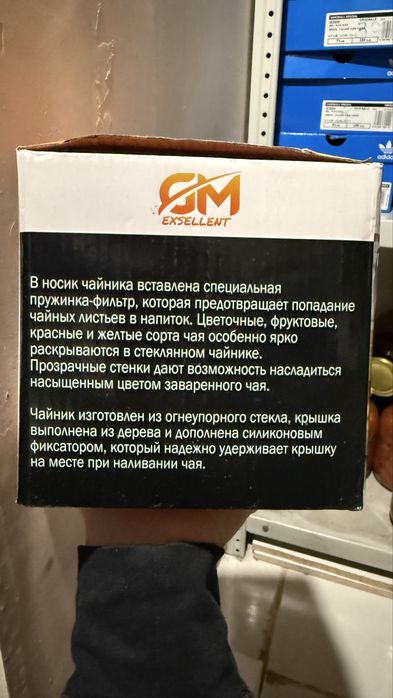 GM
EXSELLENT
В носик чайника вставлена специальная
пружинка-фильтр, которая предотвращает попадание
чайных листьев в напиток. Цветочные, фруктовые,
красные и желтые сорта чая особенно ярко
раскрываются в стеклянном чайнике.
Прозрачные стенки дают возможность насладиться
насыщенным цветом заваренного чая.
Чайник изготовлен из огнеупорного стекла, крышка
выполнена из дерева и дополнена силиконовым
фиксатором, который надежно удерживает крышку
на месте при наливании чая.
adidas